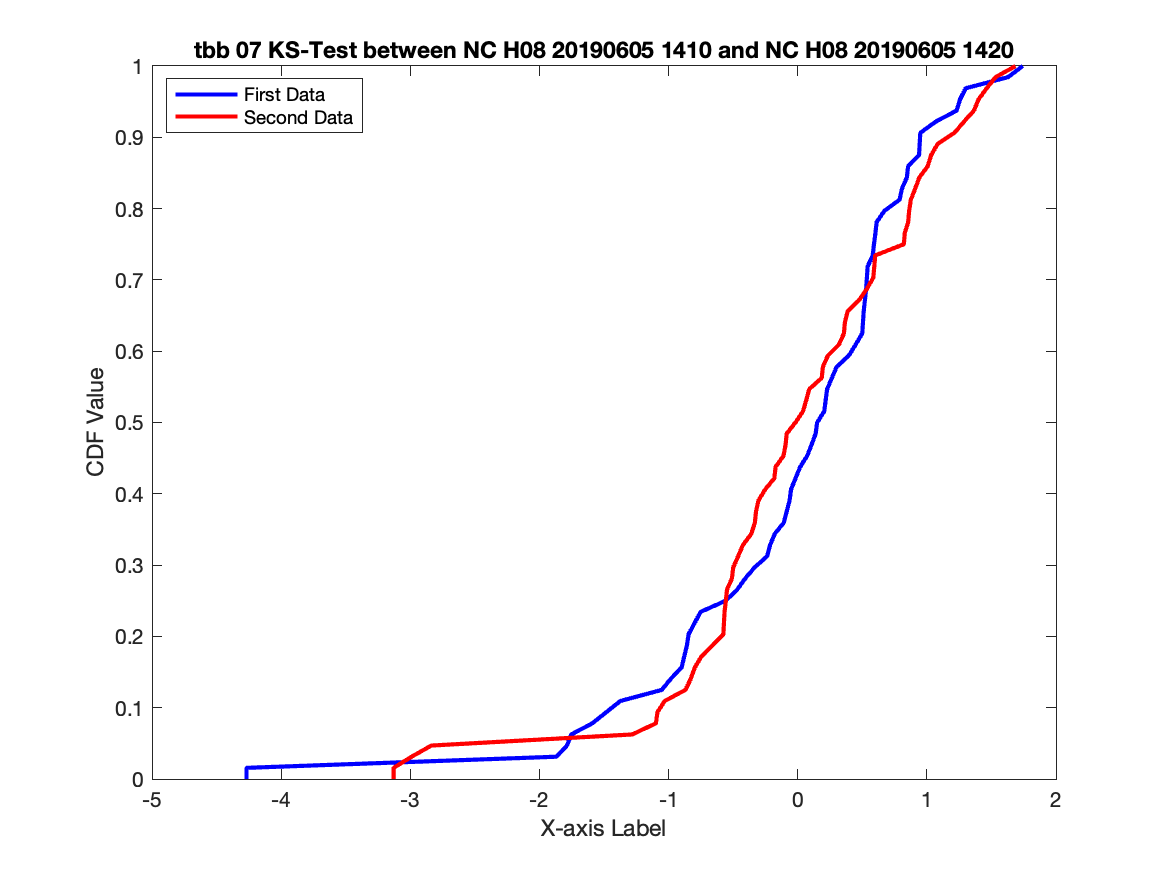 tbb 07 KS-Test between NC H08 20190605 1410 and NC H08 20190605 1420
First Data
Second Data
1
0.9
0.8
0.7
0.6
0.5
0.4
0.3
0.2
0.1
0
CDF Value
-5 -4 -3 -2 -1 0 1 2
X-axis Label